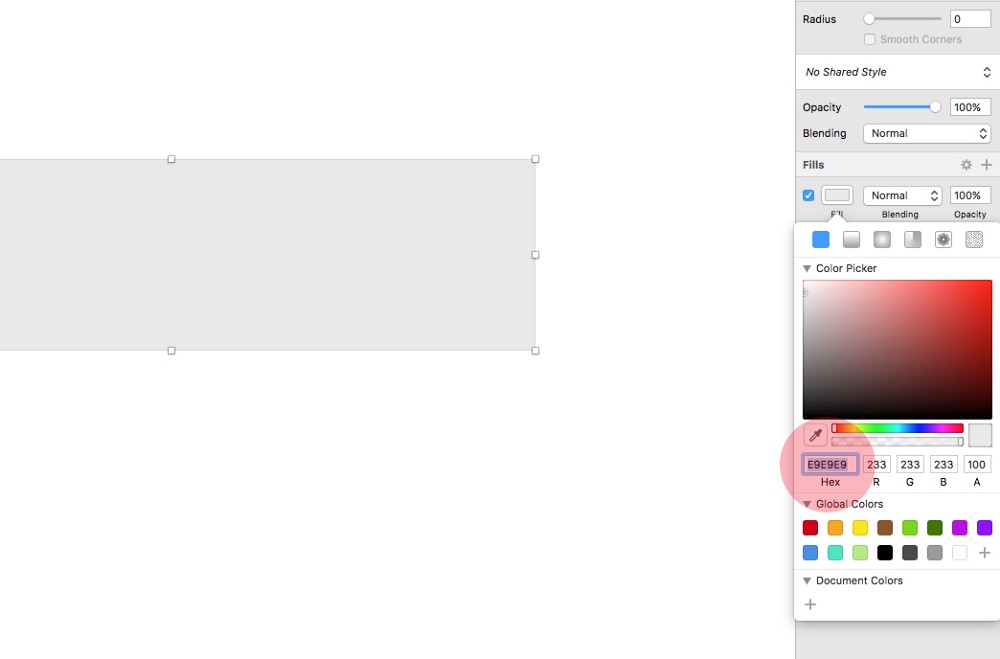 Radius 0
Smooth Corners
No Shared Style
Opacity 100%
Blending Normal
Fills
Normal 100%
Fill Blending Opacity
Color Picker
E9E9E9 233 233 233 100
Hex R G B A
Global Colors
Document Colors